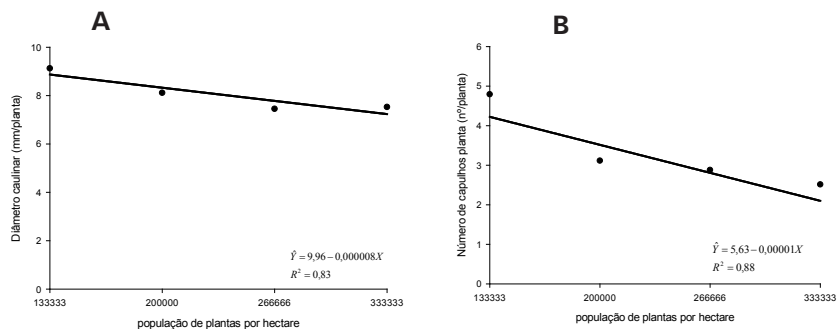 A
10
8
6
4
2
0
Diâmetro caulinar (mm/planta)
Ŷ = 9,96 – 0,000008X
R² = 0,83
133333 200000 266666 333333
população de plantas por hectare
B
6
5
4
3
2
1
0
Número de capulhos planta (nº/planta)
Ŷ = 5,63 – 0,00001X
R² = 0,88
133333 200000 266666 333333
população de plantas por hectare